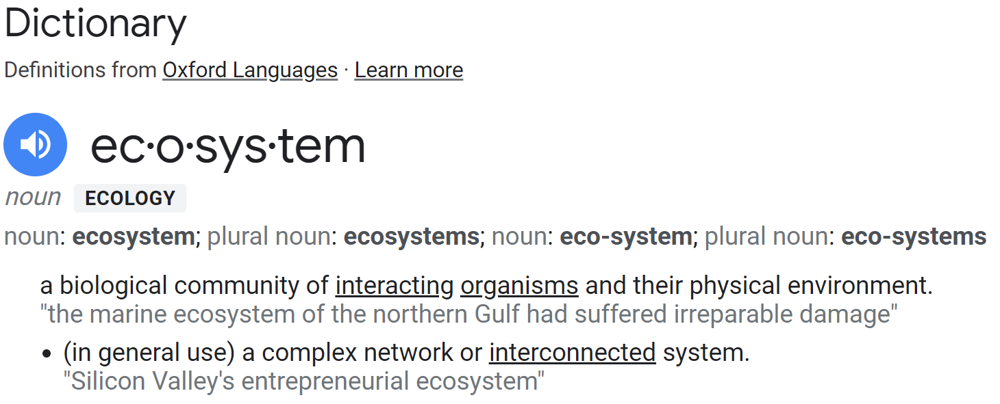 Dictionary
Definitions from Oxford Languages · Learn more
ec·o·sys·tem
noun ECOLOGY
noun: ecosystem; plural noun: ecosystems; noun: eco-system; plural noun: eco-systems
a biological community of interacting organisms and their physical environment.
"the marine ecosystem of the northern Gulf had suffered irreparable damage"
• (in general use) a complex network or interconnected system.
"Silicon Valley's entrepreneurial ecosystem"